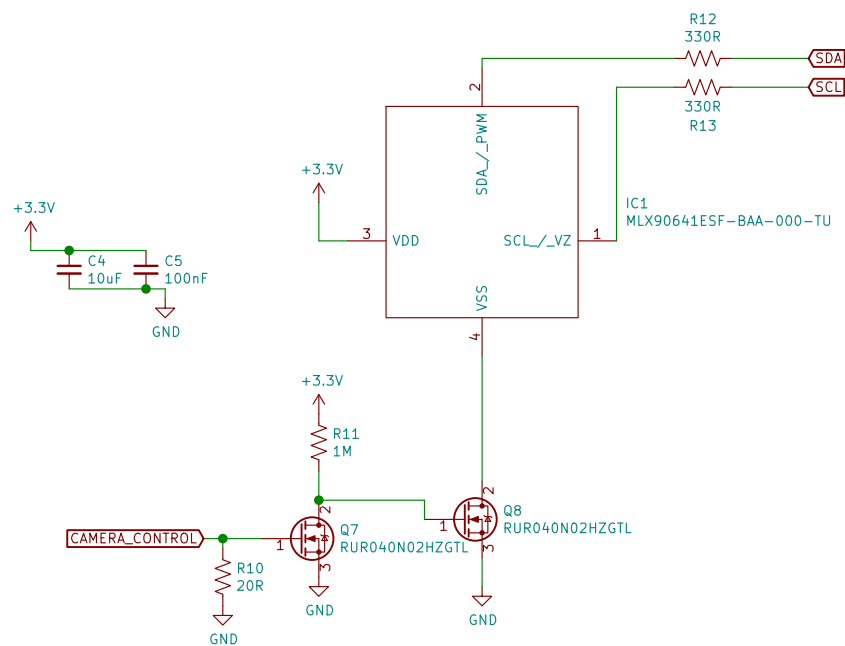 R12
330R
SDA
SCL
330R
R13
2
SDA_/_PWM
+3.3V
IC1
MLX90641ESF-BAA-000-TU
+3.3V
3
VDD
SCL_/_VZ
1
C4
10uF
C5
100nF
VSS
GND
4
+3.3V
R11
1M
2
Q8
RUR040N02HZGTL
1
2
Q7
RUR040N02HZGTL
CAMERA_CONTROL
1
3
R10
20R
3
GND
GND
GND